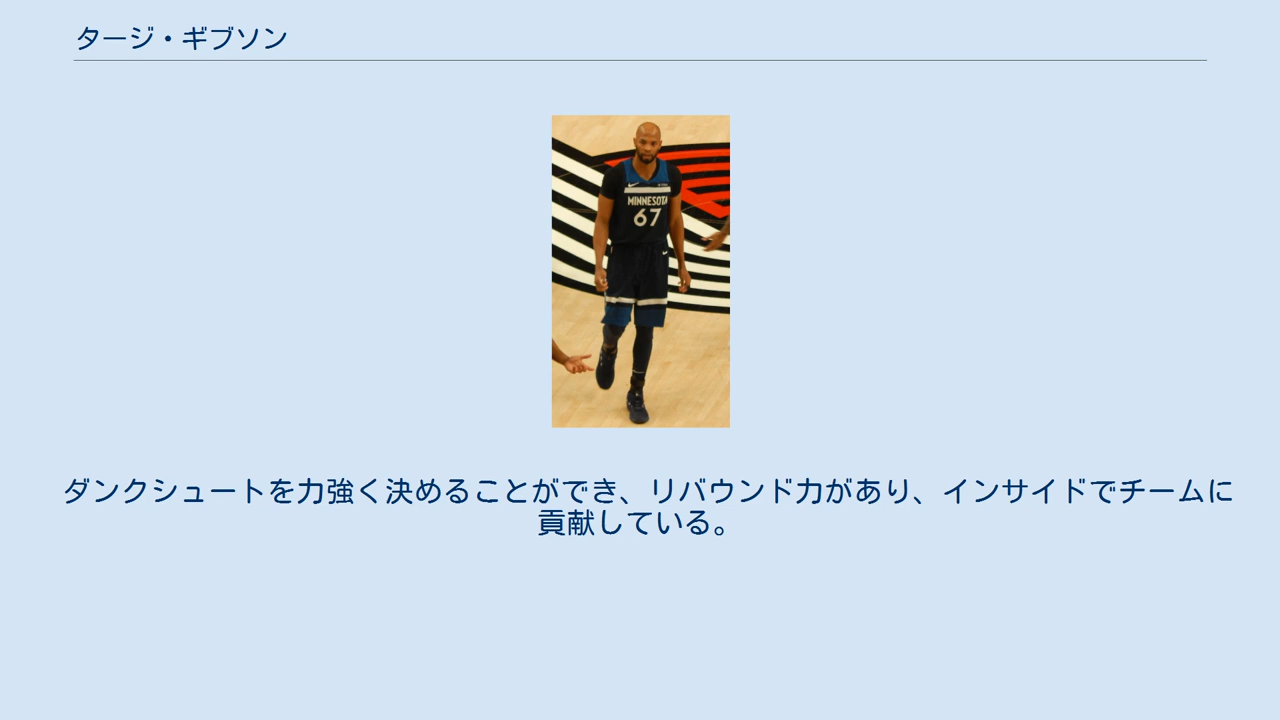 タージ・ギブソン
MINNESOTA
67
ダンクシュートを力強く決めることができ、リバウンド力があり、インサイドでチームに
貢献している。